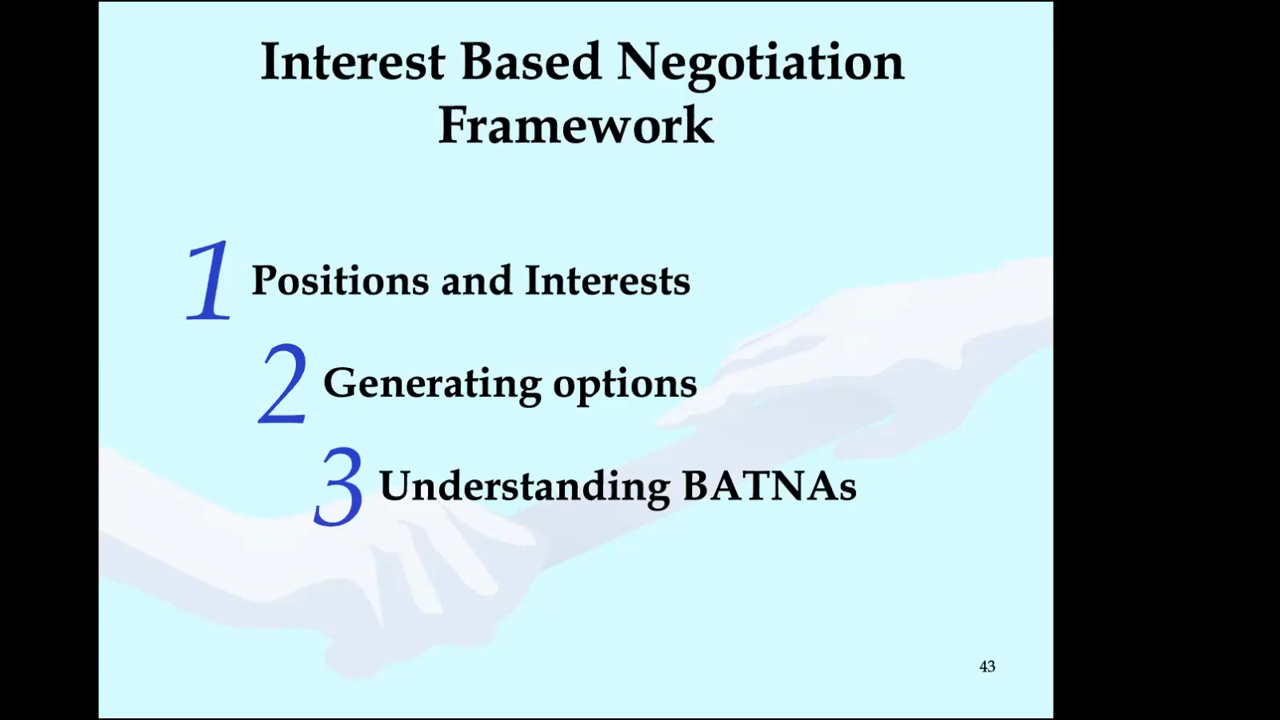 Interest Based Negotiation
Framework
1 Positions and Interests
2 Generating options
3 Understanding BATNAs
43